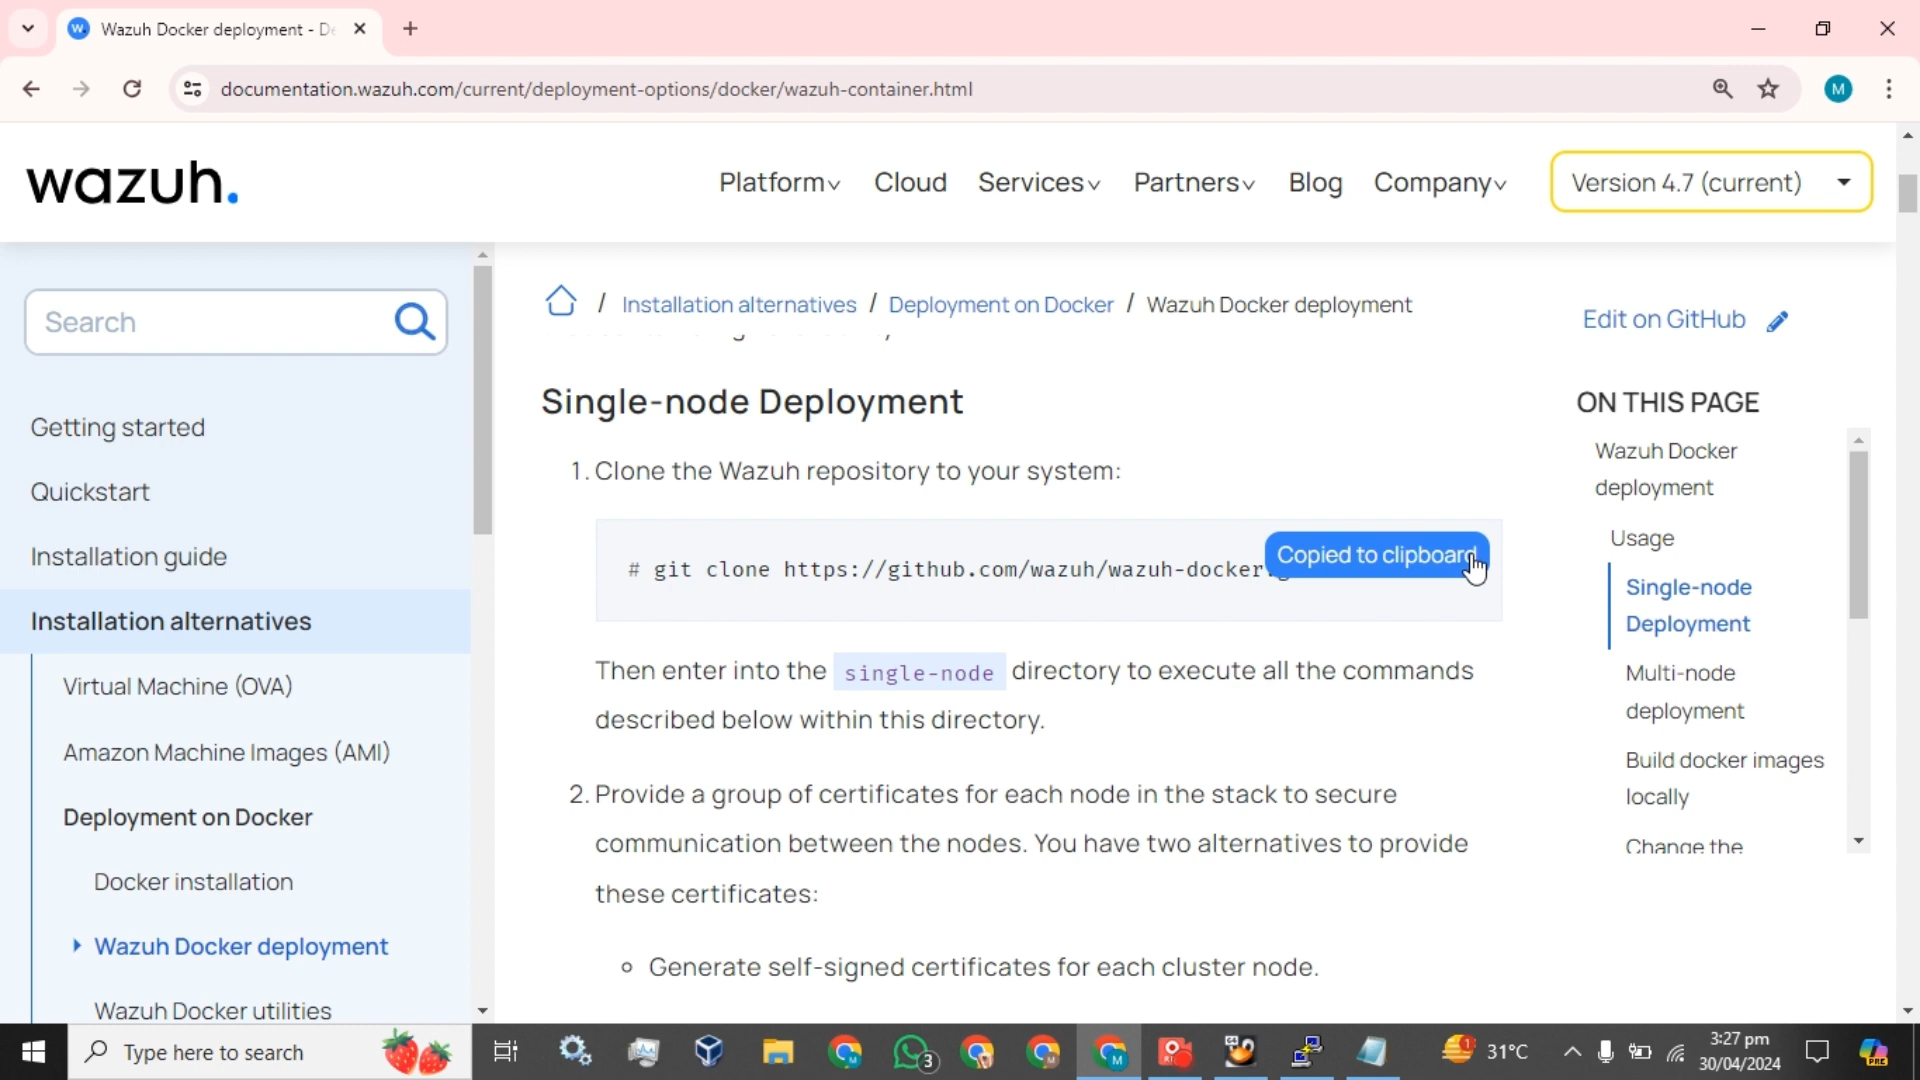 Wazuh Docker deployment - De
documentation.wazuh.com/current/deployment-options/docker/wazuh-container.html
M
wazuh.
Platform
Cloud
Services
Partners
Blog
Company
Version 4.7 (current)
Search
Getting started
Quickstart
Installation guide
Installation alternatives
Virtual Machine (OVA)
Amazon Machine Images (AMI)
Deployment on Docker
Docker installation
Wazuh Docker deployment
Wazuh Docker utilities
/ Installation alternatives / Deployment on Docker / Wazuh Docker deployment
Single-node Deployment
1. Clone the Wazuh repository to your system:
# git clone https://github.com/wazuh/wazuh-docker
Copied to clipboard
Then enter into the single-node directory to execute all the commands
described below within this directory.
2. Provide a group of certificates for each node in the stack to secure
communication between the nodes. You have two alternatives to provide
these certificates:
Generate self-signed certificates for each cluster node.
Edit on GitHub
ON THIS PAGE
Wazuh Docker
deployment
Usage
Single-node
Deployment
Multi-node
deployment
Build docker images
locally
Change the
Type here to search
3
31°C
3:27 pm
30/04/2024